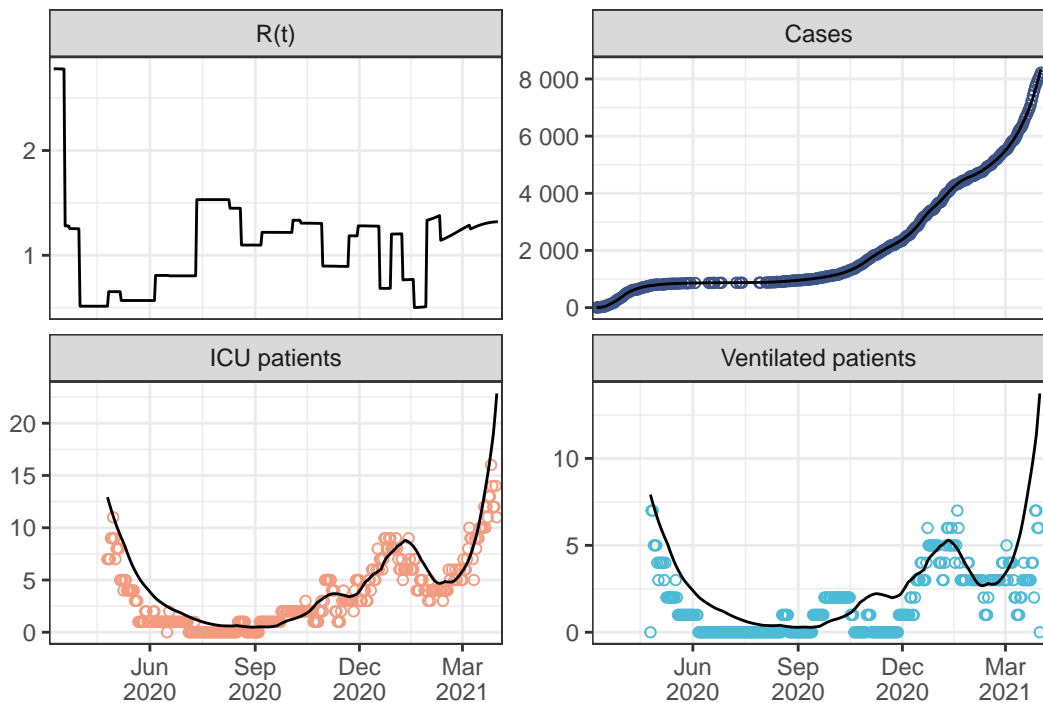 R(t)
Cases
2
1
8 000
6 000
4 000
2 000
0
ICU patients
Ventilated patients
20
15
10
5
0
10
5
0
Jun
2020
Sep
2020
Dec
2020
Mar
2021
Jun
2020
Sep
2020
Dec
2020
Mar
2021